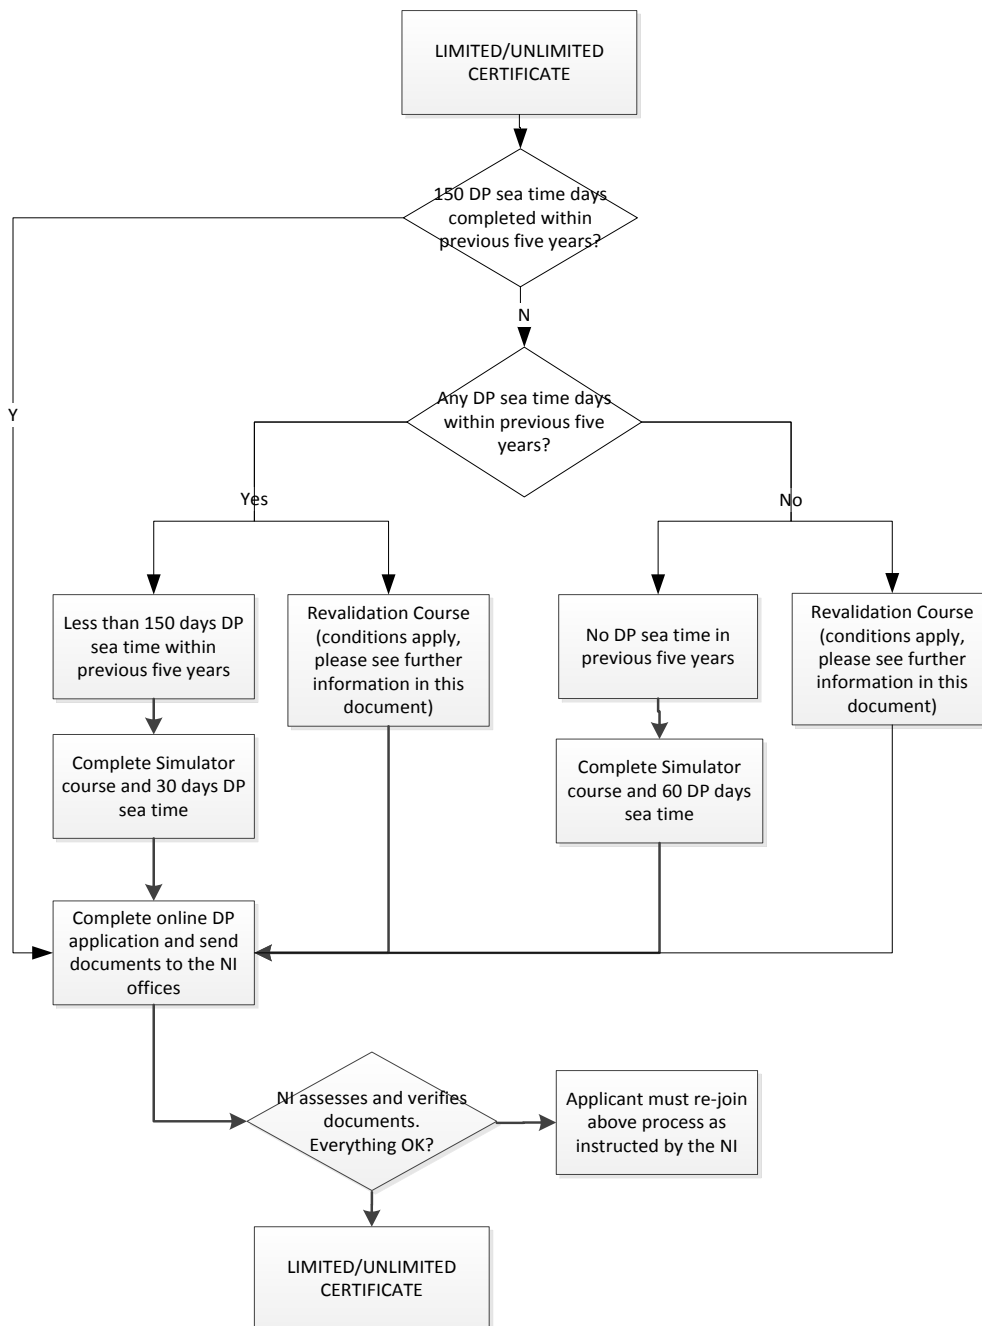 LIMITED/UNLIMITED
CERTIFICATE
150 DP sea time days
completed within
previous five years?
N
Y
Any DP sea time days
within previous five
years?
Yes
No
Less than 150 days DP
sea time within
previous five years
Revalidation Course
(conditions apply,
please see further
information in this
document)
No DP sea time in
previous five years
Revalidation Course
(conditions apply,
please see further
information in this
document)
Complete Simulator
course and 30 days DP
sea time
Complete Simulator
course and 60 DP days
sea time
Complete online DP
application and send
documents to the NI
offices
NI assesses and verifies
documents.
Everything OK?
Applicant must re-join
above process as
instructed by the NI
LIMITED/UNLIMITED
CERTIFICATE